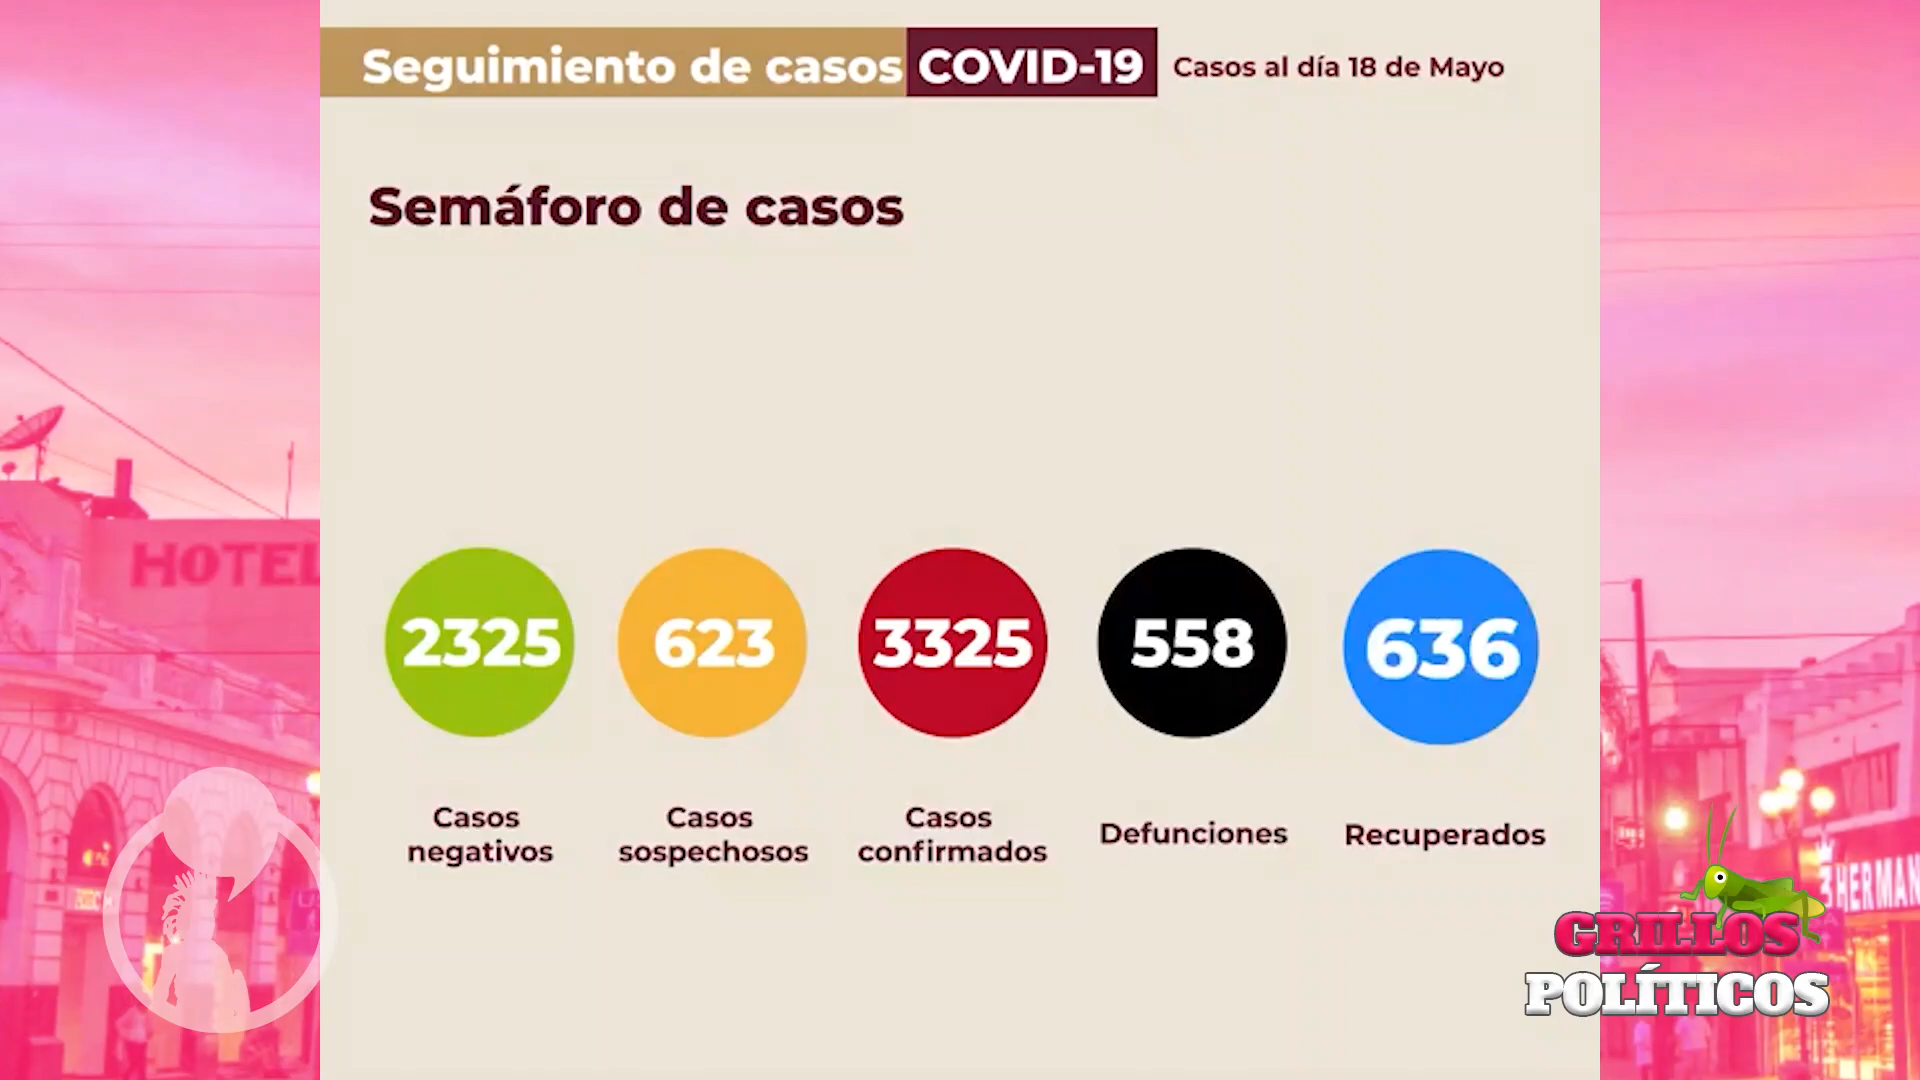 Seguimiento de casos COVID-19 Casos al día 18 de Mayo
Semáforo de casos
2325 623 3325 558 636
Casos negativos
Casos sospechosos
Casos confirmados
Defunciones
Recuperados
HOTEL
HERMAN
GRILLOS
POLÍTICOS